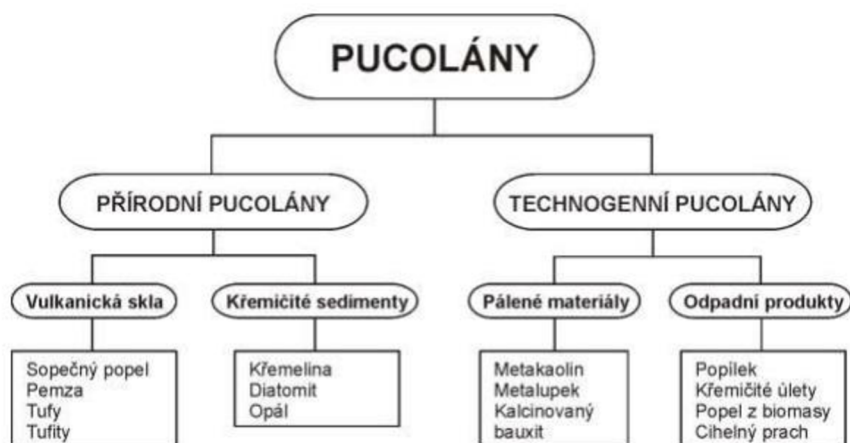 PUCOLÁNY
PŘÍRODNÍ PUCOLÁNY
TECHNOGENNÍ PUCOLÁNY
Vulkanická skla
Křemičité sedimenty
Pálené materiály
Odpadní produkty
Sopečný popel
Pemza
Tufy
Tufity
Křemelina
Diatomit
Opál
Metakaolin
Metalupek
Kalcinovaný
bauxit
Popílek
Křemičité úlety
Popel z biomasy
Cihelný prach